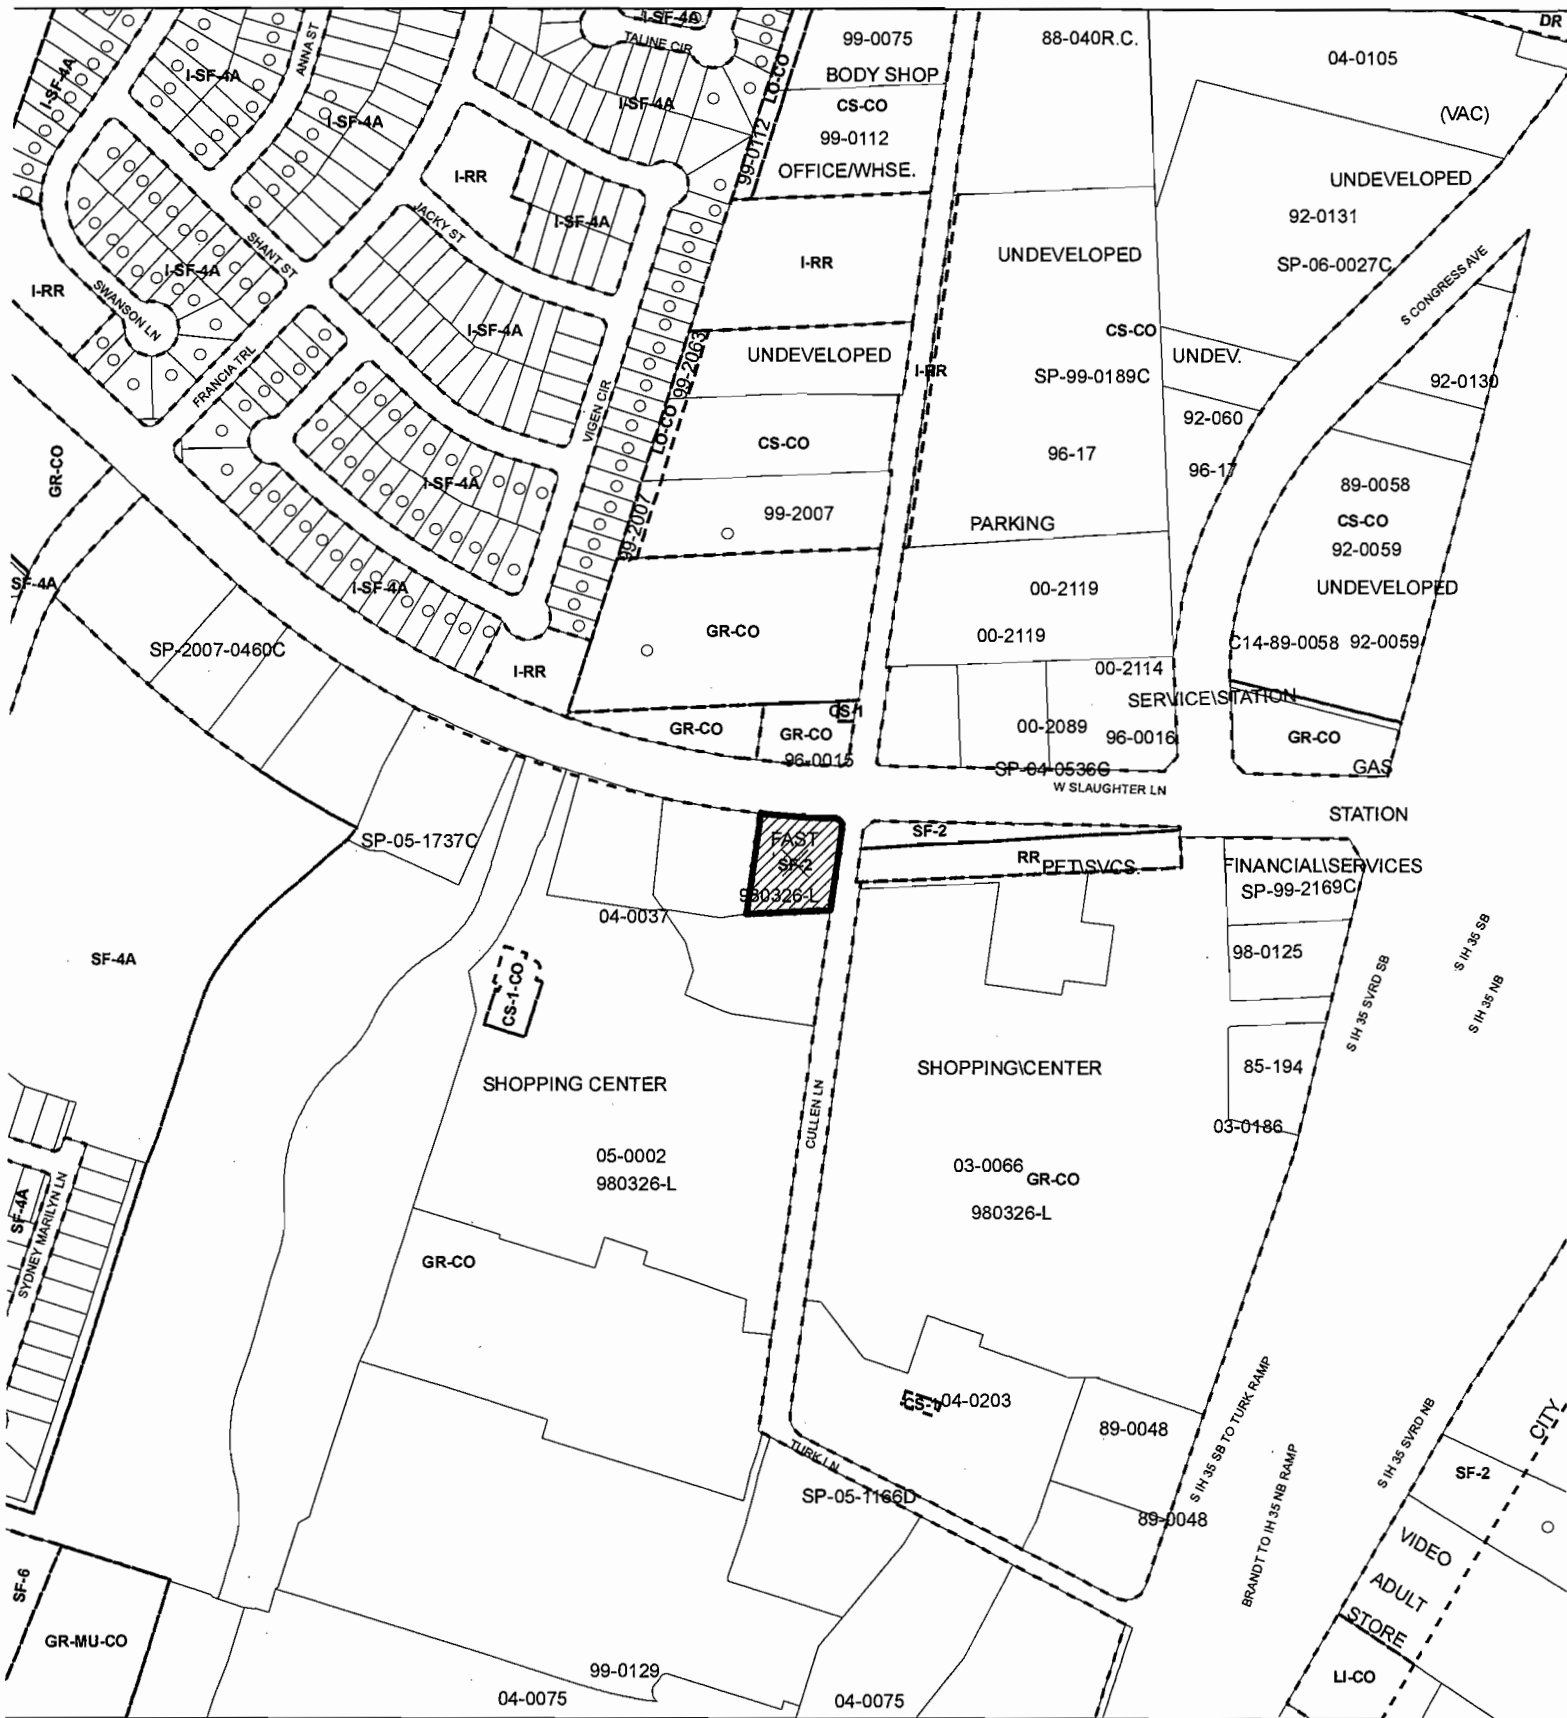 I-SF-4A
DR
TALINE CIR
99-0075
88-040R.C.
ANNA ST
04-0105
I-SF-4A
I-SF-4A
BODY SHOP
LO-CO
I-SF-4A
CS-CO
(VAC)
I-SF-4A
99-0112
99-0112
OFFICE/WHSE.
I-RR
UNDEVELOPED
JACKY ST
I-SF-4A
92-0131
SHANT ST
UNDEVELOPED
I-SF-4A
I-RR
SP-06-0027C
I-RR
S CONGRESS AVE
SWANSON LN
I-SF-4A
CS-CO
99-2063
UNDEVELOPED
UNDEV.
FRANCIA TRL
I-RR
SP-99-0189C
92-0130
VIGEN CIR
92-060
LO-CO
CS-CO
96-17
96-17
GR-CO
I-SF-4A
89-0058
99-2007
99-2007
PARKING
CS-CO
92-0059
SF-4A
I-SF-4A
00-2119
UNDEVELOPED
GR-CO
00-2119
C14-89-0058
92-0059
SP-2007-0460C
I-RR
00-2114
SERVICE\STATION
CS-1
GR-CO
GR-CO
00-2089
96-0016
GR-CO
96-0015
SP-04-0536C
GAS
W SLAUGHTER LN
STATION
SP-05-1737C
FAST
SF-2
SF-2
RR
PET\SVCS.
FINANCIAL\SERVICES
980326-L
SP-99-2169C
04-0037
S IH 35 SB
SF-4A
98-0125
CS-1-CO
S IH 35 SVRD SB
S IH 35 NB
SHOPPING CENTER
SHOPPING\CENTER
85-194
CULLEN LN
03-0186
05-0002
03-0066
GR-CO
980326-L
SF-4A
980326-L
SYDNEY MARILYN LN
GR-CO
CS-1
04-0203
S IH 35 SB TO TURK RAMP
89-0048
S IH 35 SVRD NB
CITY
TURK LN
SF-2
SP-05-1166D
89-0048
BRANDT TO IH 35 NB RAMP
VIDEO
SF-6
ADULT
STORE
GR-MU-CO
99-0129
LI-CO
04-0075
04-0075